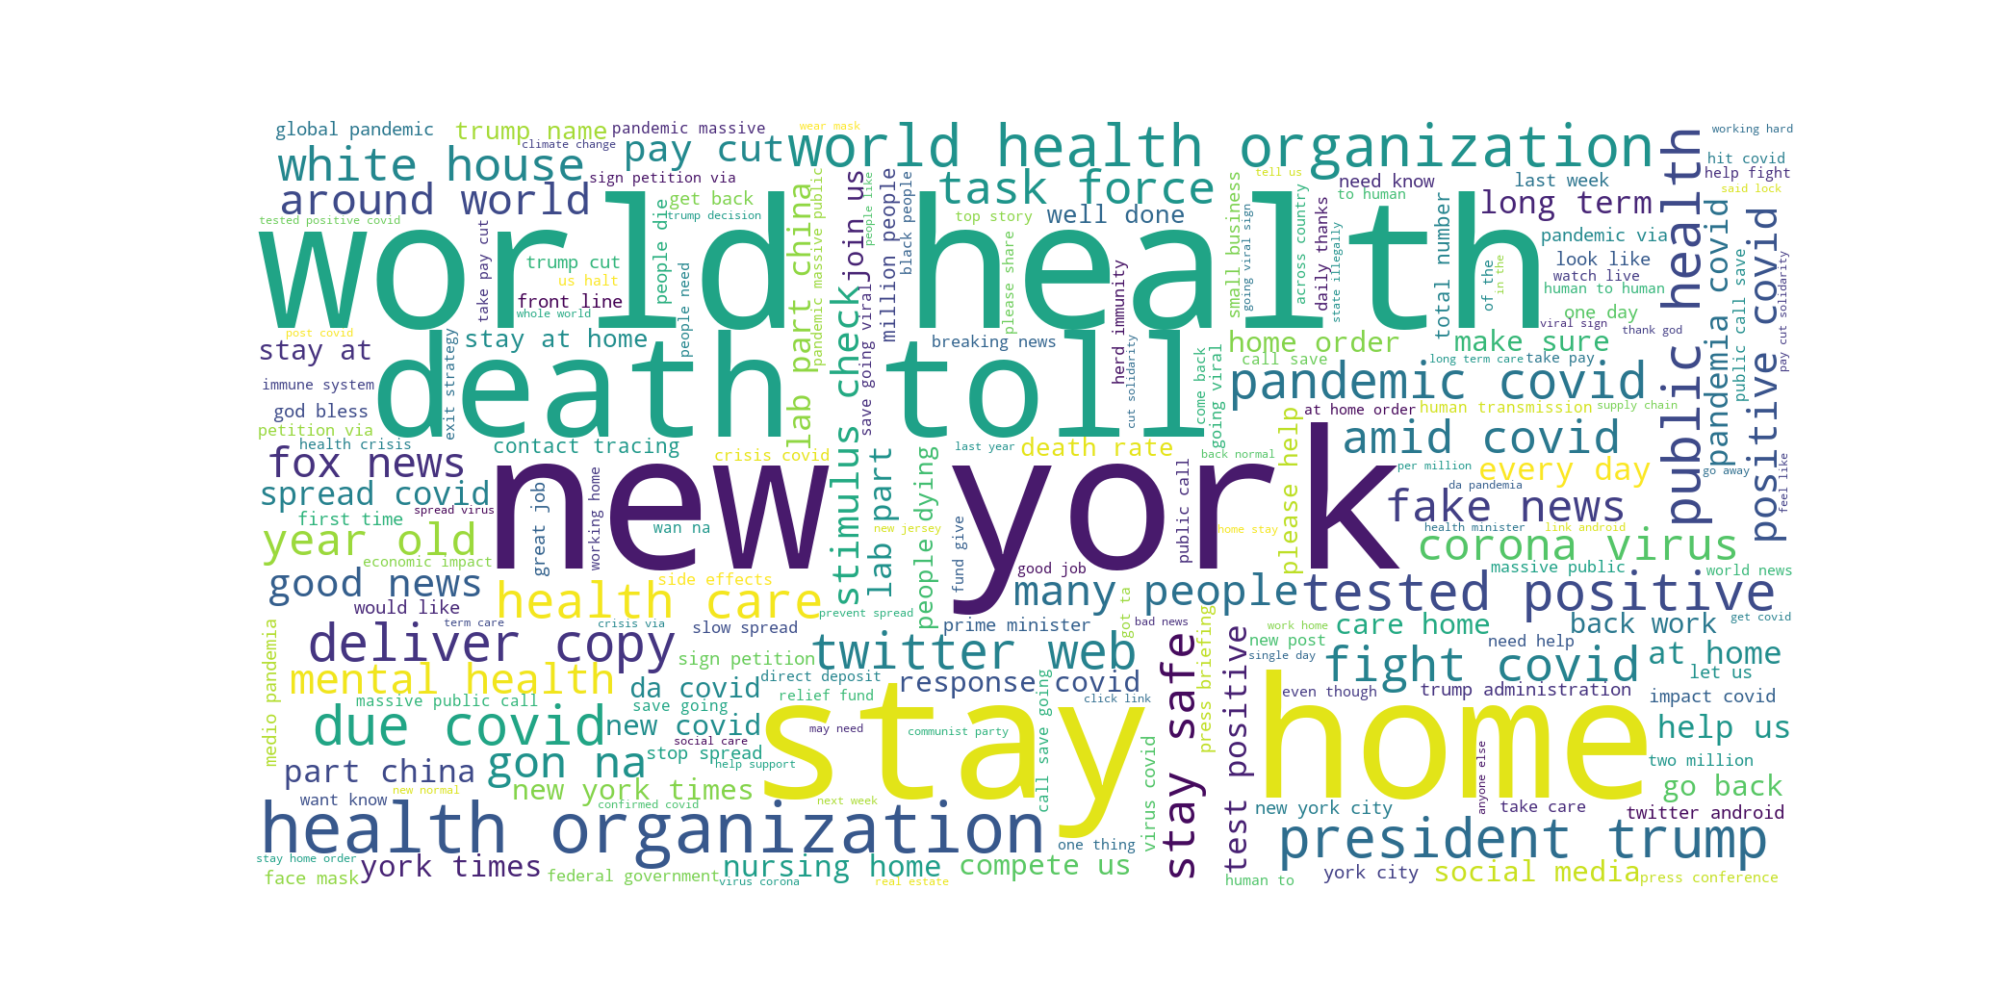 global pandemic
trump name
pandemic massive
wear mask
world health organization
working hard
climate change
white house
pay cut
hit covid
help fight
sign petition via
task force
tell us
need know
last week
said lock
around world
get back
to human
long term
tested positive covid
trump decision
top story
well done
world health
pandemic via
trump cut
look like
us halt
watch live
front line
human to human
whole world
one day
post covid
viral sign
thank god
stay at home
breaking news
home order
make sure
stay at
call save
long term care
take pay
immune system
death toll
pandemic covid
god bless
at home order
human transmission
supply chain
petition via
health crisis
contact tracing
last year
death rate
amid covid
crisis covid
back normal
fox news
per million
every day
go away
new york
da pandemia
spread covid
fake news
spread virus
first time
wan na
new jersey
home stay
health minister
link android
year old
corona virus
economic impact
good job
massive public
world news
good news
side effects
health care
many people
tested positive
would like
prevent spread
term care
crisis via
slow spread
prime minister
bad news
work home
care home
back work
get covid
deliver copy
twitter web
new post
need help
sign petition
single day
fight covid
at home
mental health
direct deposit
response covid
let us
da covid
relief fund
click link
even though
trump administration
impact covid
massive public call
save going
stay home
due covid
new covid
may need
communist party
help us
social care
stop spread
help support
gon na
part china
two million
new york times
go back
want know
new normal
confirmed covid
next week
new york city
take care
twitter android
health organization
president trump
one thing
stay home order
york times
nursing home
compete us
face mask
federal government
virus corona
real estate
human to
york city
social media
press conference
take pay cut
people die
people need
exit strategy
great job
working home
medio pandemia
lab part china
pandemic massive public
stimulus check
join us
save going viral
people like
million people
black people
lab part
people dying
fund give
please share
herd immunity
cut solidarity
public call
come back
going viral
small business
going viral sign
across country
daily thanks
state illegally
total number
of the
in the
please help
public health
pandemia covid
public call save
positive covid
pay cut solidarity
feel like
got ta
call save going
virus covid
stay safe
press briefing
test positive
anyone else